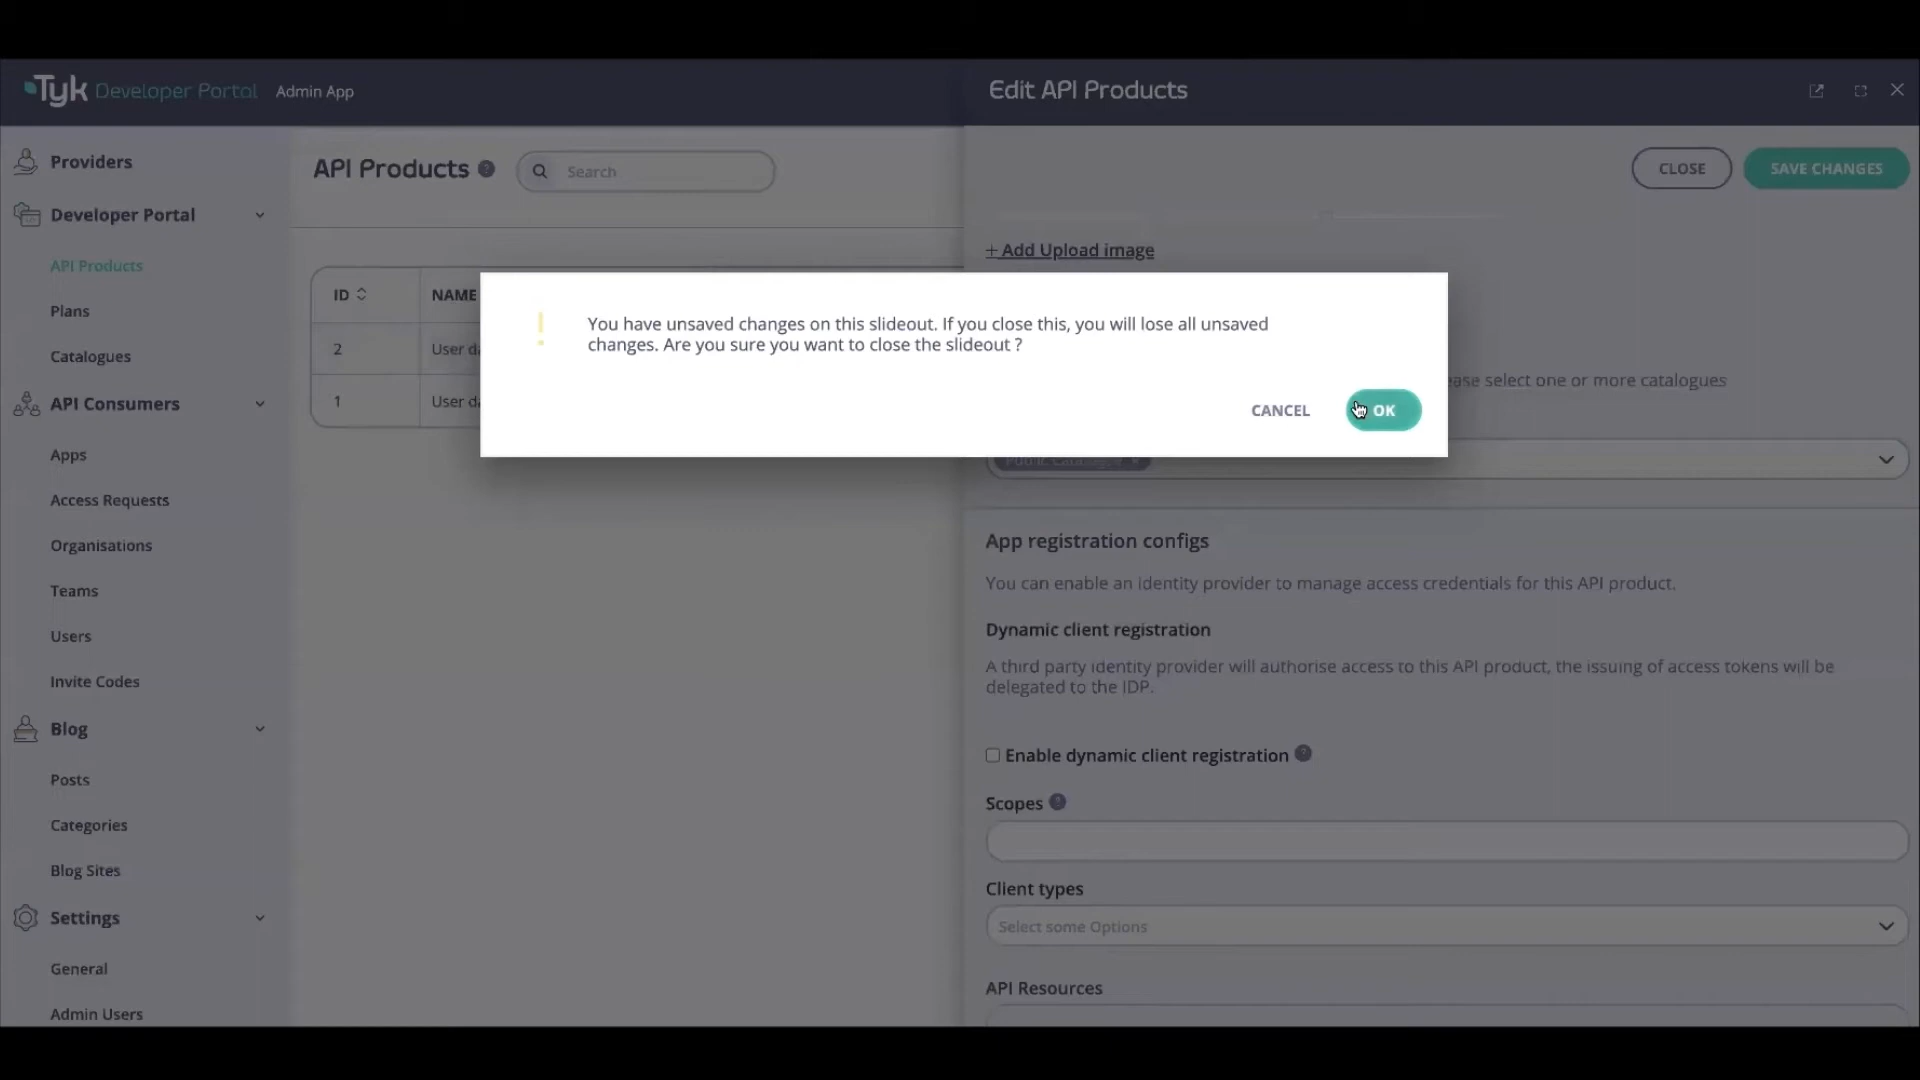 Tyk Developer Portal Admin App
Edit API Products
Providers
Developer Portal
API Products
Plans
Catalogues
API Consumers
Apps
Access Requests
Organisations
Teams
Users
Invite Codes
Blog
Posts
Categories
Blog Sites
Settings
General
Admin Users
API Products ?
Search
ID
NAME
2
User
1
User
CLOSE
SAVE CHANGES
+ Add Upload image
You have unsaved changes on this slideout. If you close this, you will lose all unsaved
changes. Are you sure you want to close the slideout ?
CANCEL
OK
select one or more catalogues
App registration configs
You can enable an identity provider to manage access credentials for this API product.
Dynamic client registration
A third party identity provider will authorise access to this API product, the issuing of access tokens will be
delegated to the IDP.
Enable dynamic client registration ?
Scopes
Client types
Select some Options
API Resources